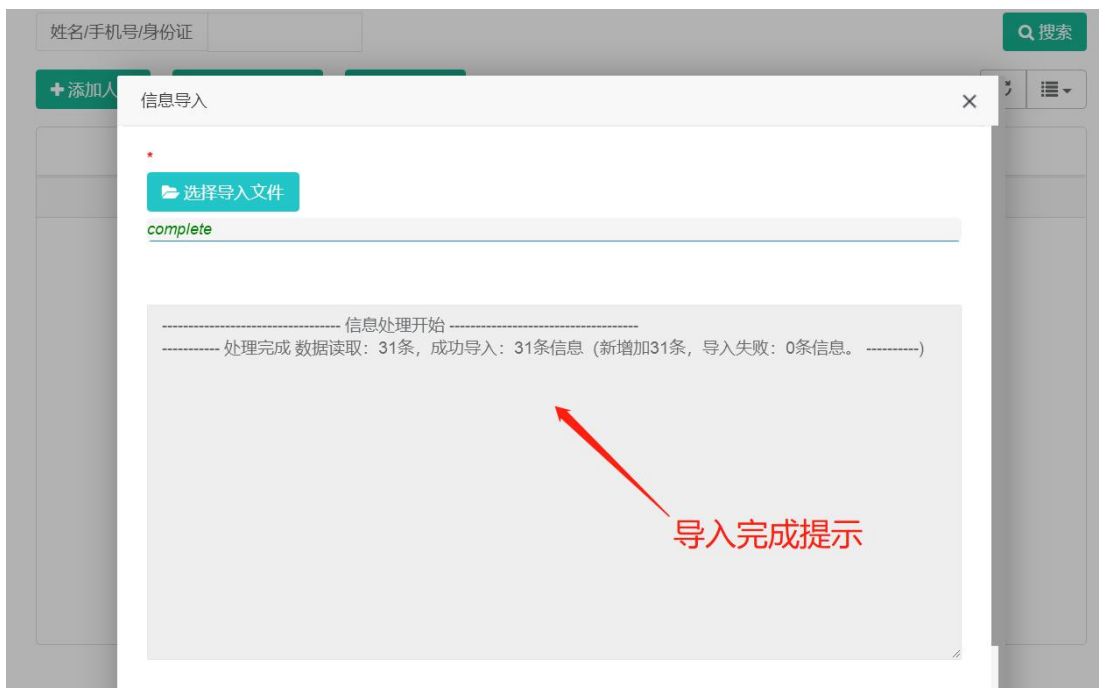 姓名/手机号/身份证
搜索
添加人
信息导入
*
选择导入文件
complete
---------------------------------- 信息处理开始 ------------------------------------
----------- 处理完成 数据读取：31条，成功导入：31条信息（新增加31条，导入失败：0条信息。 ----------)
导入完成提示